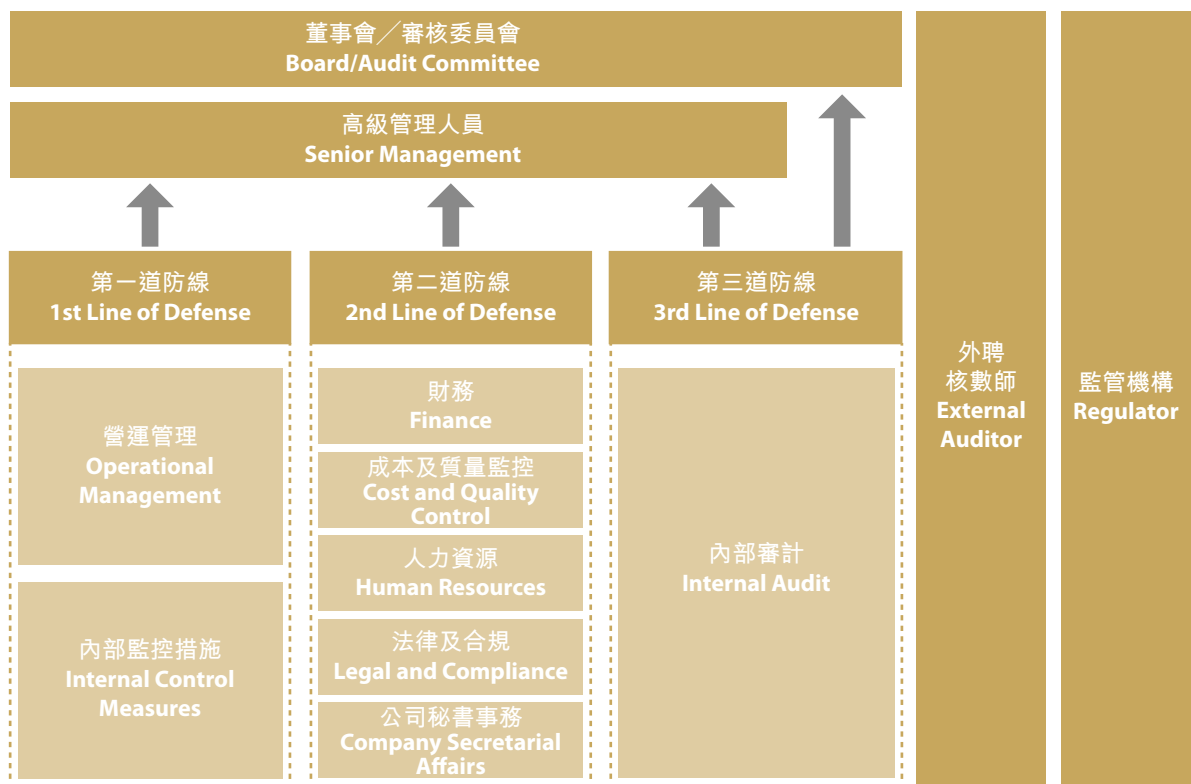 董事會／審核委員會
Board/Audit Committee
高級管理人員
Senior Management
第一道防線
1st Line of Defense
第二道防線
2nd Line of Defense
第三道防線
3rd Line of Defense
營運管理
Operational
Management
內部監控措施
Internal Control
Measures
財務
Finance
成本及質量監控
Cost and Quality
Control
人力資源
Human Resources
法律及合規
Legal and Compliance
公司秘書事務
Company Secretarial
Affairs
內部審計
Internal Audit
外聘
核數師
External
Auditor
監管機構
Regulator